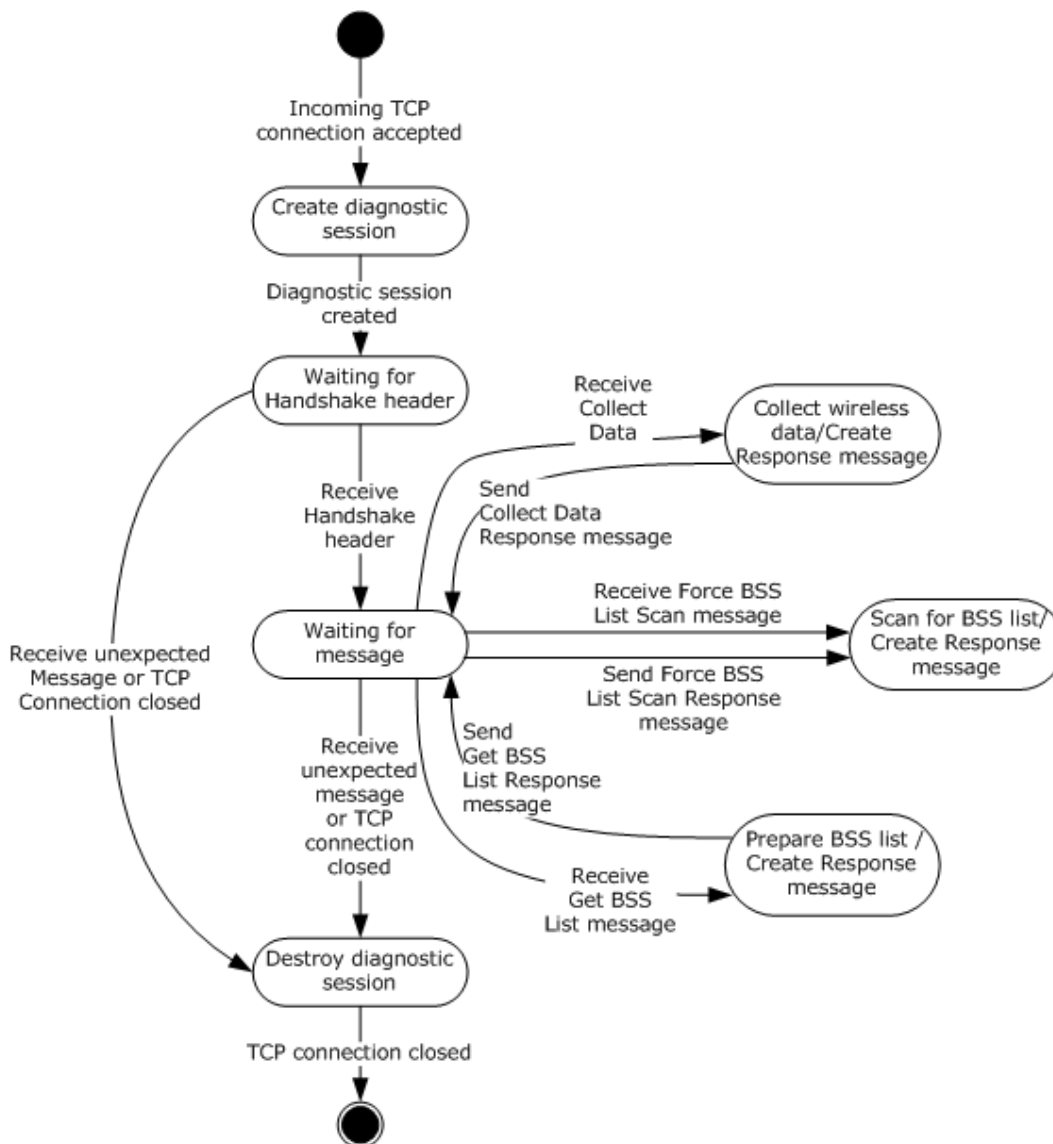 Incoming TCP
connection accepted
Create diagnostic
session
Diagnostic session
created
Waiting for
Handshake header
Receive
Collect
Data
Collect wireless
data/Create
Response message
Receive
Handshake
header
Send
Collect Data
Response message
Receive Force BSS
List Scan message
Waiting for
message
Scan for BSS list/
Create Response
message
Receive unexpected
Message or TCP
Connection closed
Send Force BSS
List Scan Response
message
Receive
unexpected
message
or TCP
connection
closed
Send
Get BSS
List Response
message
Prepare BSS list /
Create Response
message
Receive
Get BSS
List message
Destroy diagnostic
session
TCP connection closed